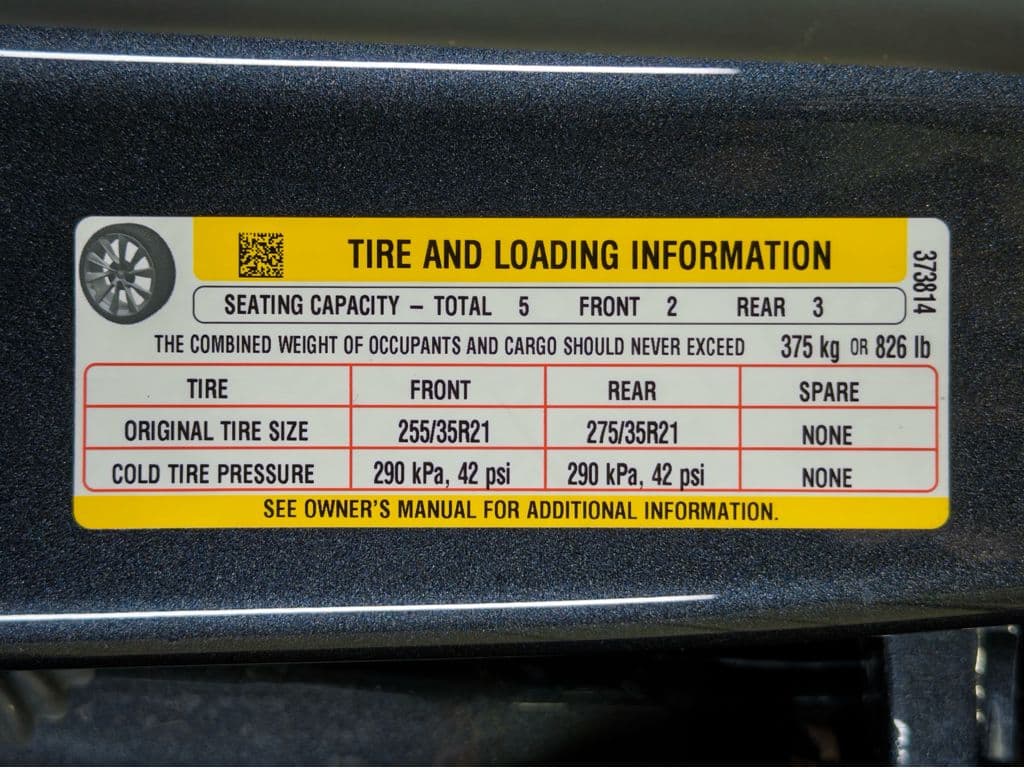 TIRE AND LOADING INFORMATION
373814
SEATING CAPACITY – TOTAL 5 FRONT 2 REAR 3
THE COMBINED WEIGHT OF OCCUPANTS AND CARGO SHOULD NEVER EXCEED 375 kg OR 826 lb
TIRE FRONT REAR SPARE
ORIGINAL TIRE SIZE 255/35R21 275/35R21 NONE
COLD TIRE PRESSURE 290 kPa, 42 psi 290 kPa, 42 psi NONE
SEE OWNER'S MANUAL FOR ADDITIONAL INFORMATION.